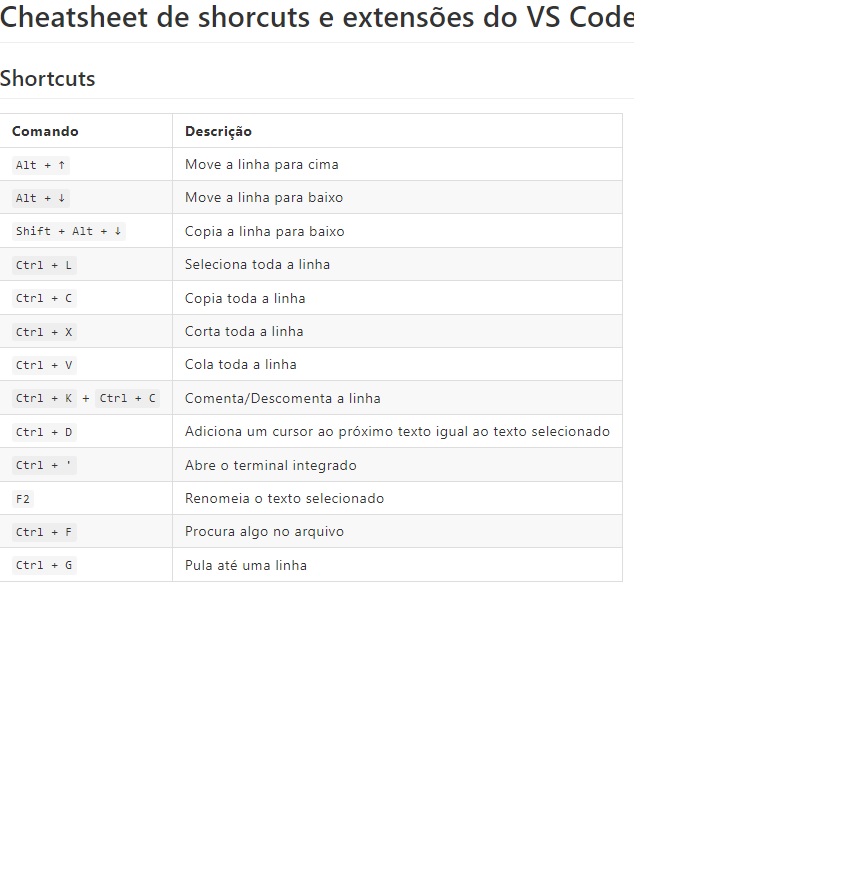 Cheatsheet de shorcuts e extensões do VS Code
Shortcuts
Comando Descrição
Alt + ↑ Move a linha para cima
Alt + ↓ Move a linha para baixo
Shift + Alt + ↓ Copia a linha para baixo
Ctrl + L Seleciona toda a linha
Ctrl + C Copia toda a linha
Ctrl + X Corta toda a linha
Ctrl + V Cola toda a linha
Ctrl + K + Ctrl + C Comenta/Descomenta a linha
Ctrl + D Adiciona um cursor ao próximo texto igual ao texto selecionado
Ctrl + ' Abre o terminal integrado
F2 Renomeia o texto selecionado
Ctrl + F Procura algo no arquivo
Ctrl + G Pula até uma linha